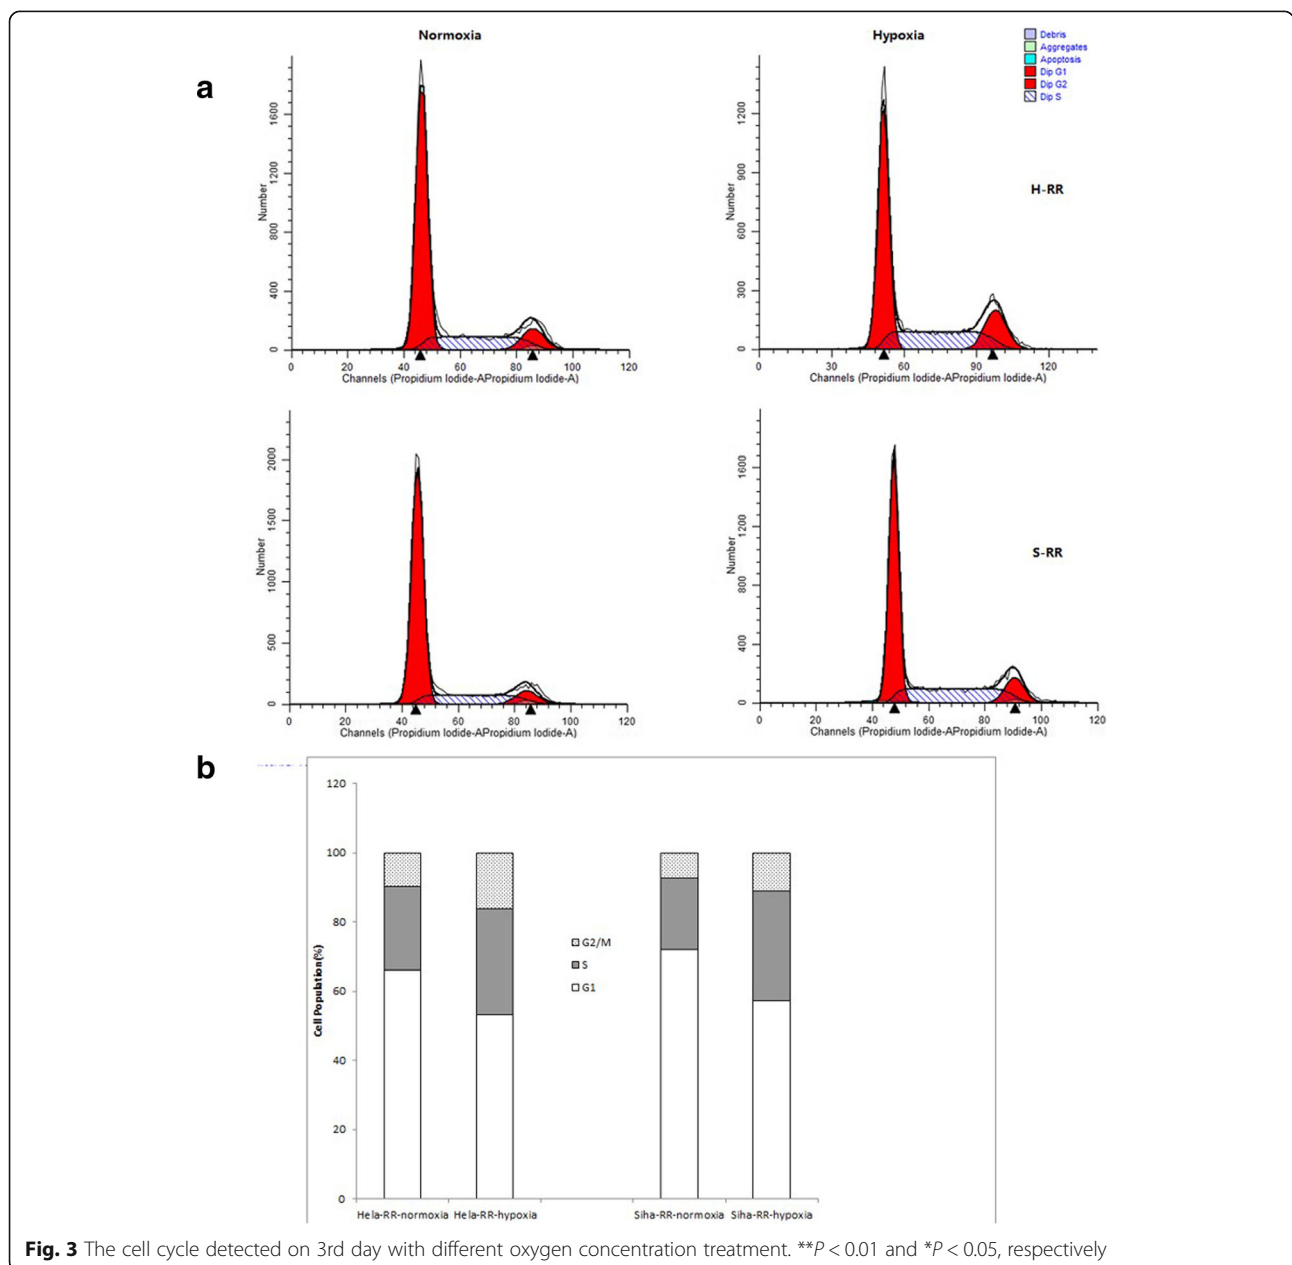 Normoxia
Hypoxia
Debris
Aggregates
Apoptosis
Dip G1
Dip G2
Dip S
a
Number
0 400 800 1200 1600
0 20 40 60 80 100 120
Channels (Propidium Iodide-APropidium Iodide-A)
Number
0 300 600 900 1200
0 30 60 90 120
Channels (Propidium Iodide-APropidium Iodide-A)
H-RR
Number
0 500 1000 1500 2000
0 20 40 60 80 100 120
Channels (Propidium Iodide-APropidium Iodide-A)
Number
0 400 800 1200 1600
0 20 40 60 80 100 120
Channels (Propidium Iodide-APropidium Iodide-A)
S-RR
b
Cell Population(%)
120
100
80
60
40
20
0
G2/M
S
G1
Hela-RR-normoxia Hela-RR-hypoxia Siha-RR-normoxia Siha-RR-hypoxia
Fig. 3 The cell cycle detected on 3rd day with different oxygen concentration treatment. **P < 0.01 and *P < 0.05, respectively